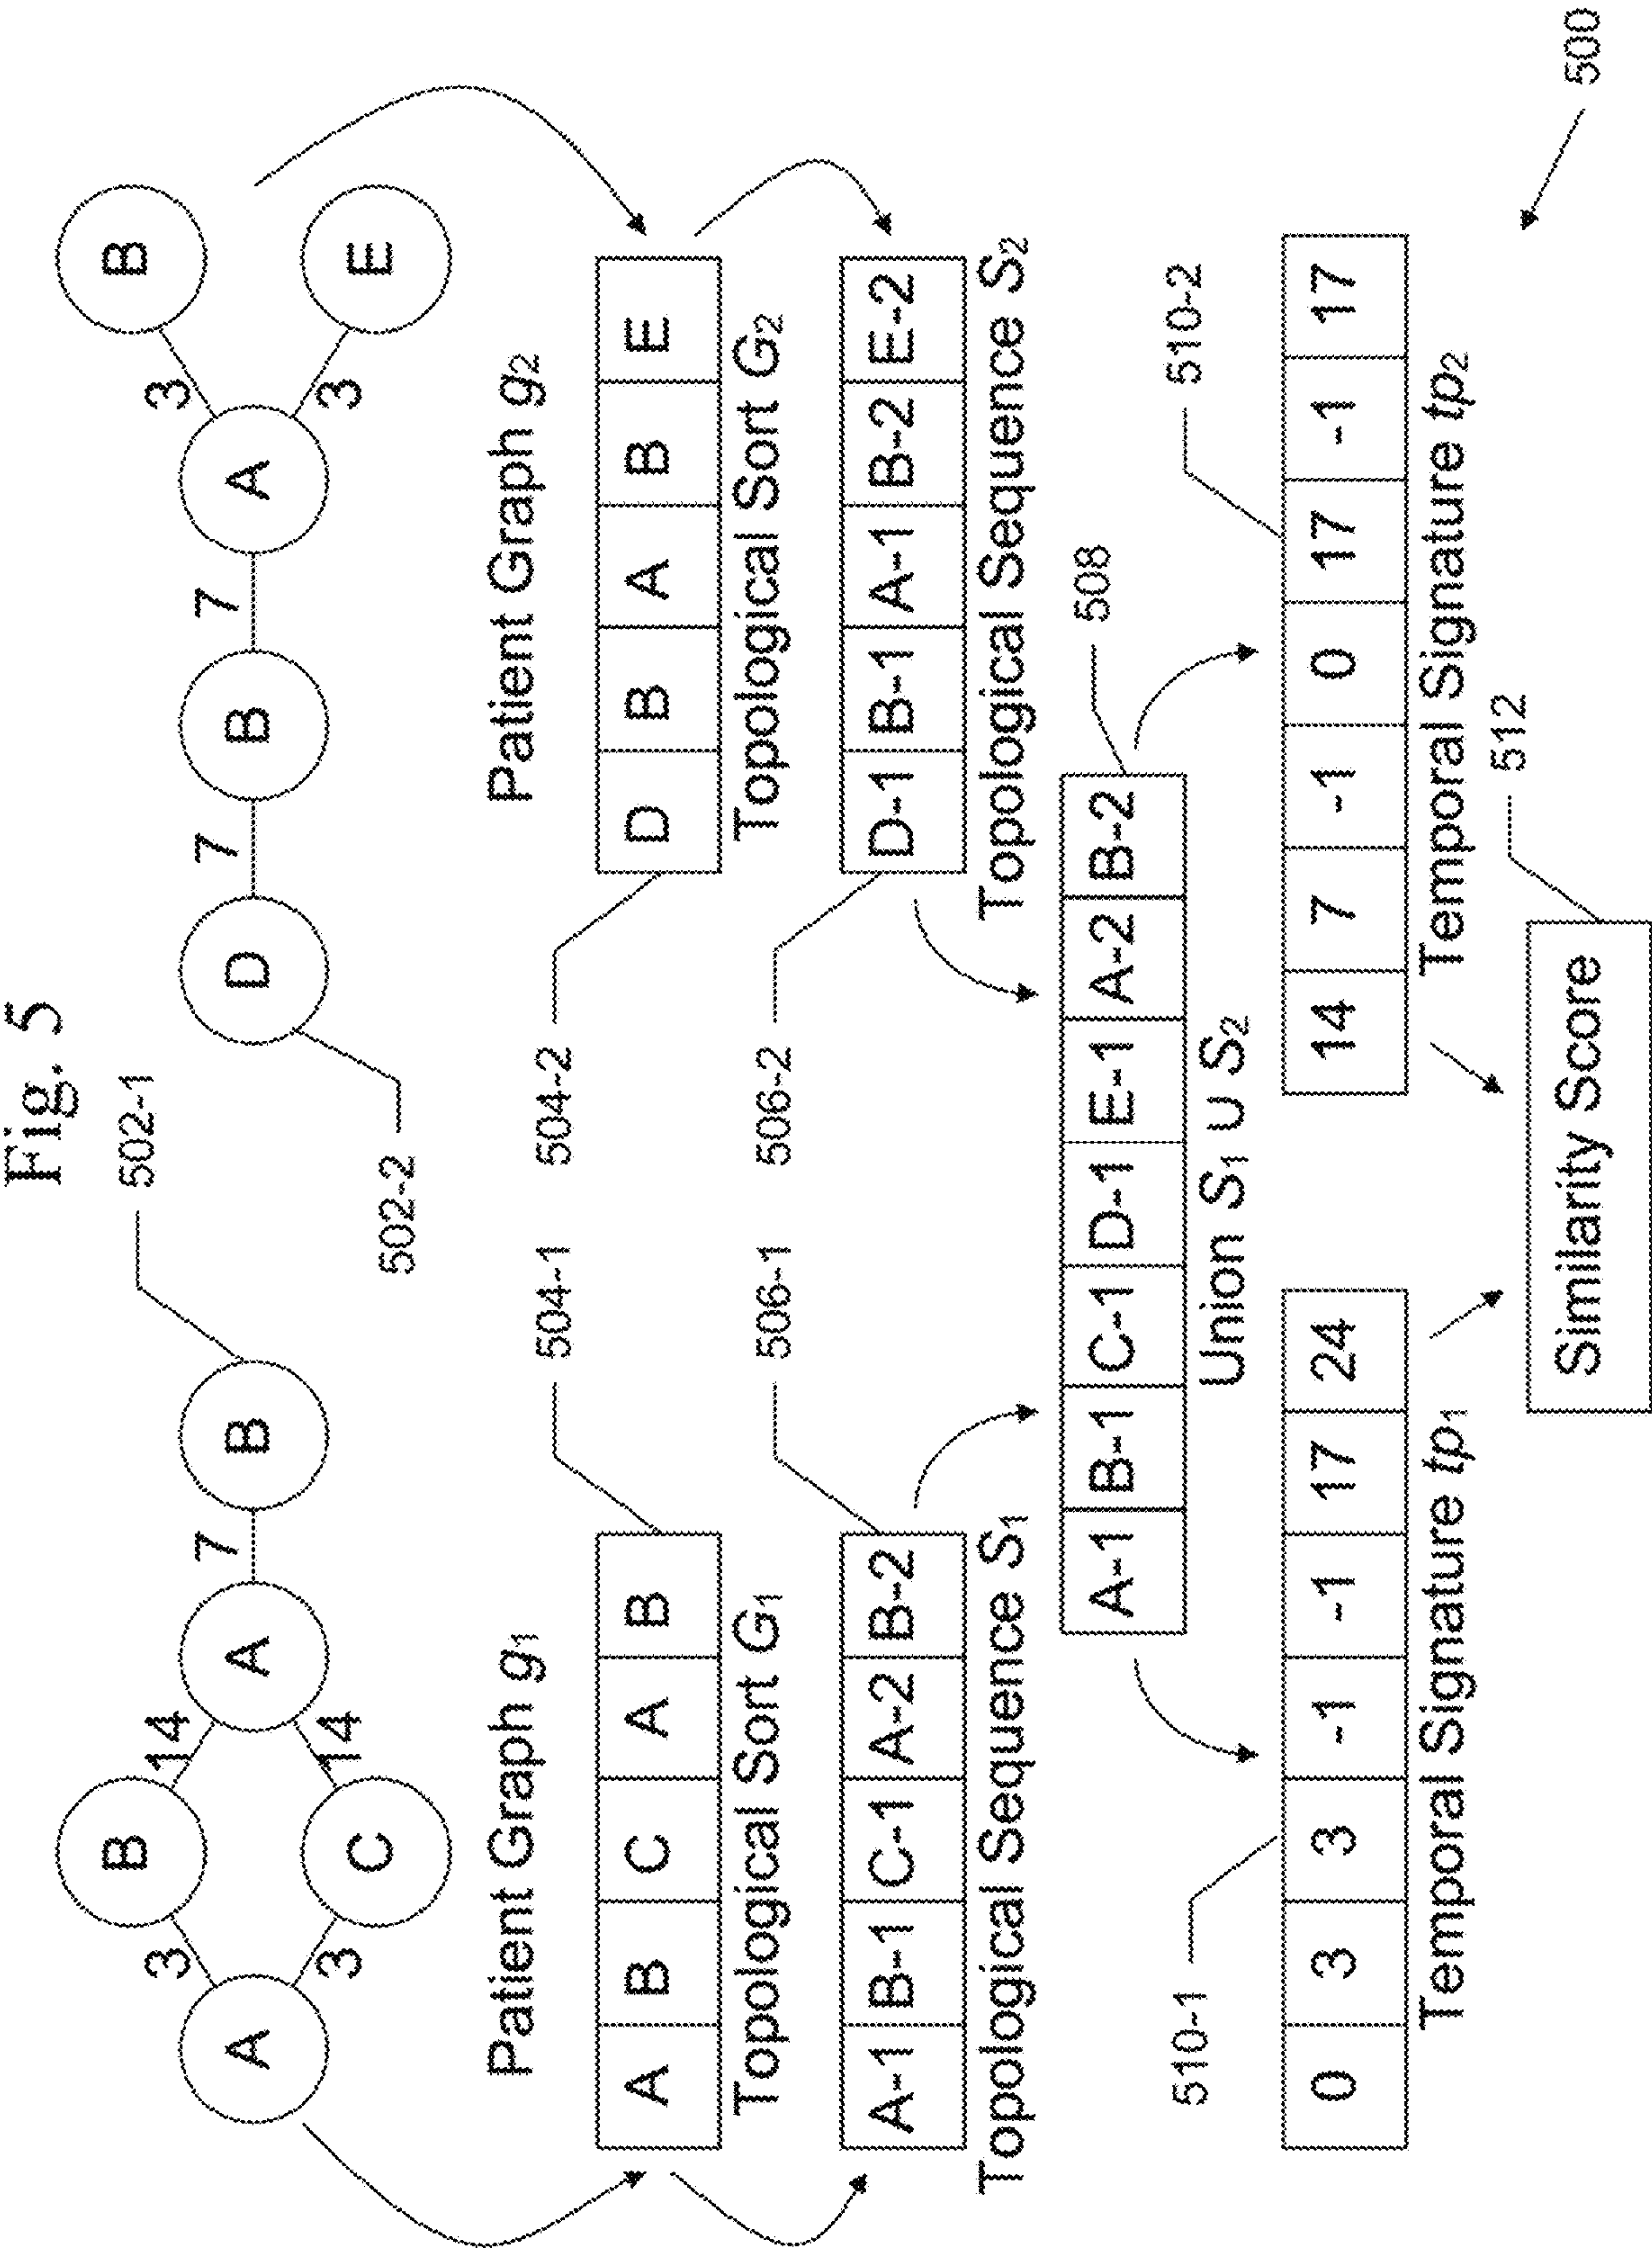 Fig. 5
502-1
502-2
B
3
14
A
A
7
B
3
14
C
B
3
D
7
B
7
A
3
E
Patient Graph g1
Patient Graph g2
504-1
504-2
A B C A B
D B A B E
Topological Sort G1
Topological Sort G2
506-1
506-2
A-1 B-1 C-1 A-2 B-2
D-1 B-1 A-1 B-2 E-2
Topological Sequence S1
Topological Sequence S2
508
A-1 B-1 C-1 D-1 E-1 A-2 B-2
Union S1 U S2
510-1
510-2
0 3 3 -1 -1 17 24
14 7 -1 0 17 -1 17
Temporal Signature tp1
Temporal Signature tp2
512
Similarity Score
500